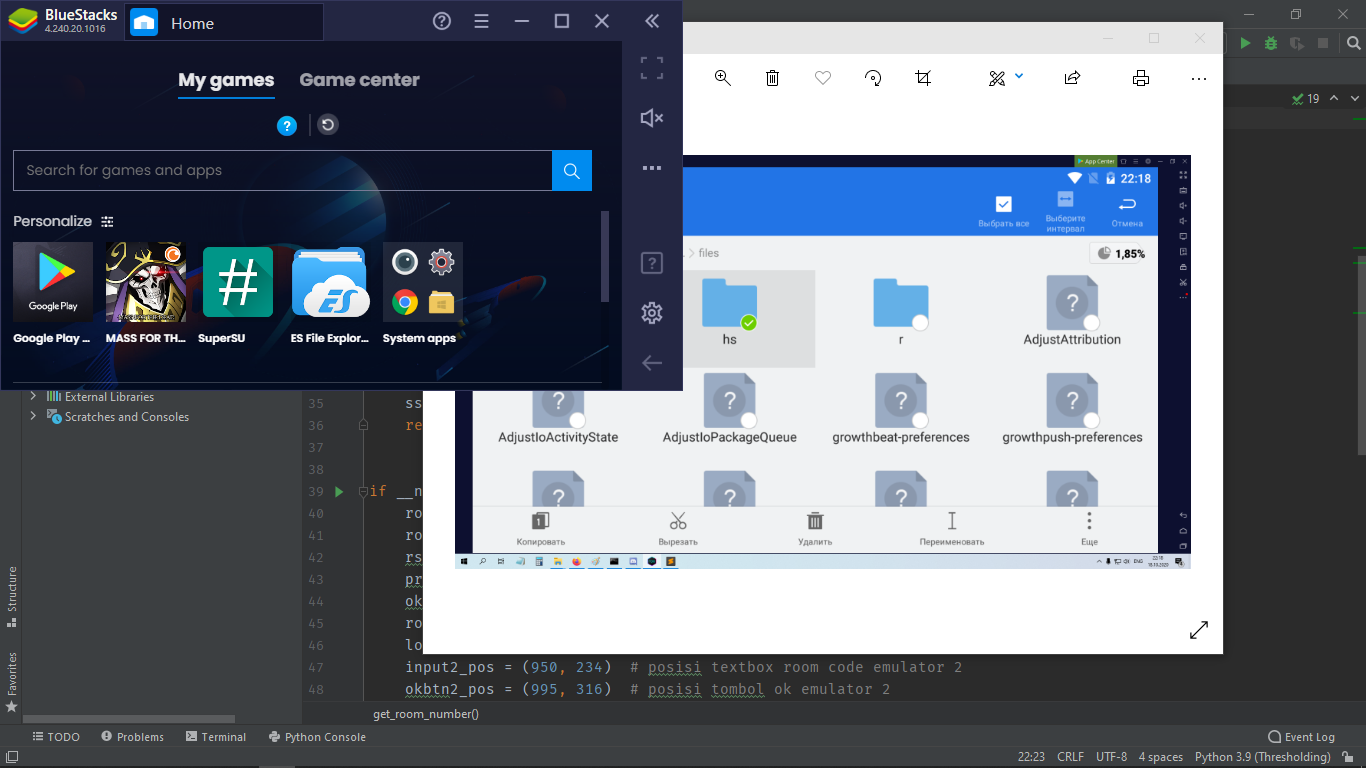 BlueStacks
4.240.20.1016
Home
My games
Game center
Search for games and apps
Personalize
Google Play
Google Play ...
MASS FOR TH...
SuperSU
ES
ES File Explor...
System apps
App Center
22:18
Выбрать все
Выберите
интервал
Отмена
files
1,85%
hs
r
AdjustAttribution
AdjustIoActivityState
AdjustIoPackageQueue
growthbeat-preferences
growthpush-preferences
1
Копировать
Вырезать
Удалить
Переименовать
Еще
ENG
19
External Libraries
Scratches and Consoles
Structure
Favorites
35 ss
36 re
37
38
39 if __n
40 ro
41 ro
42 rs
43 pr
44 ok
45 ro
46 lo
47 input2_pos = (950, 234) # posisi textbox room code emulator 2
48 okbtn2_pos = (995, 316) # posisi tombol ok emulator 2
get_room_number()
TODO
Problems
Terminal
Python Console
Event Log
22:23
CRLF
UTF-8
4 spaces
Python 3.9 (Thresholding)